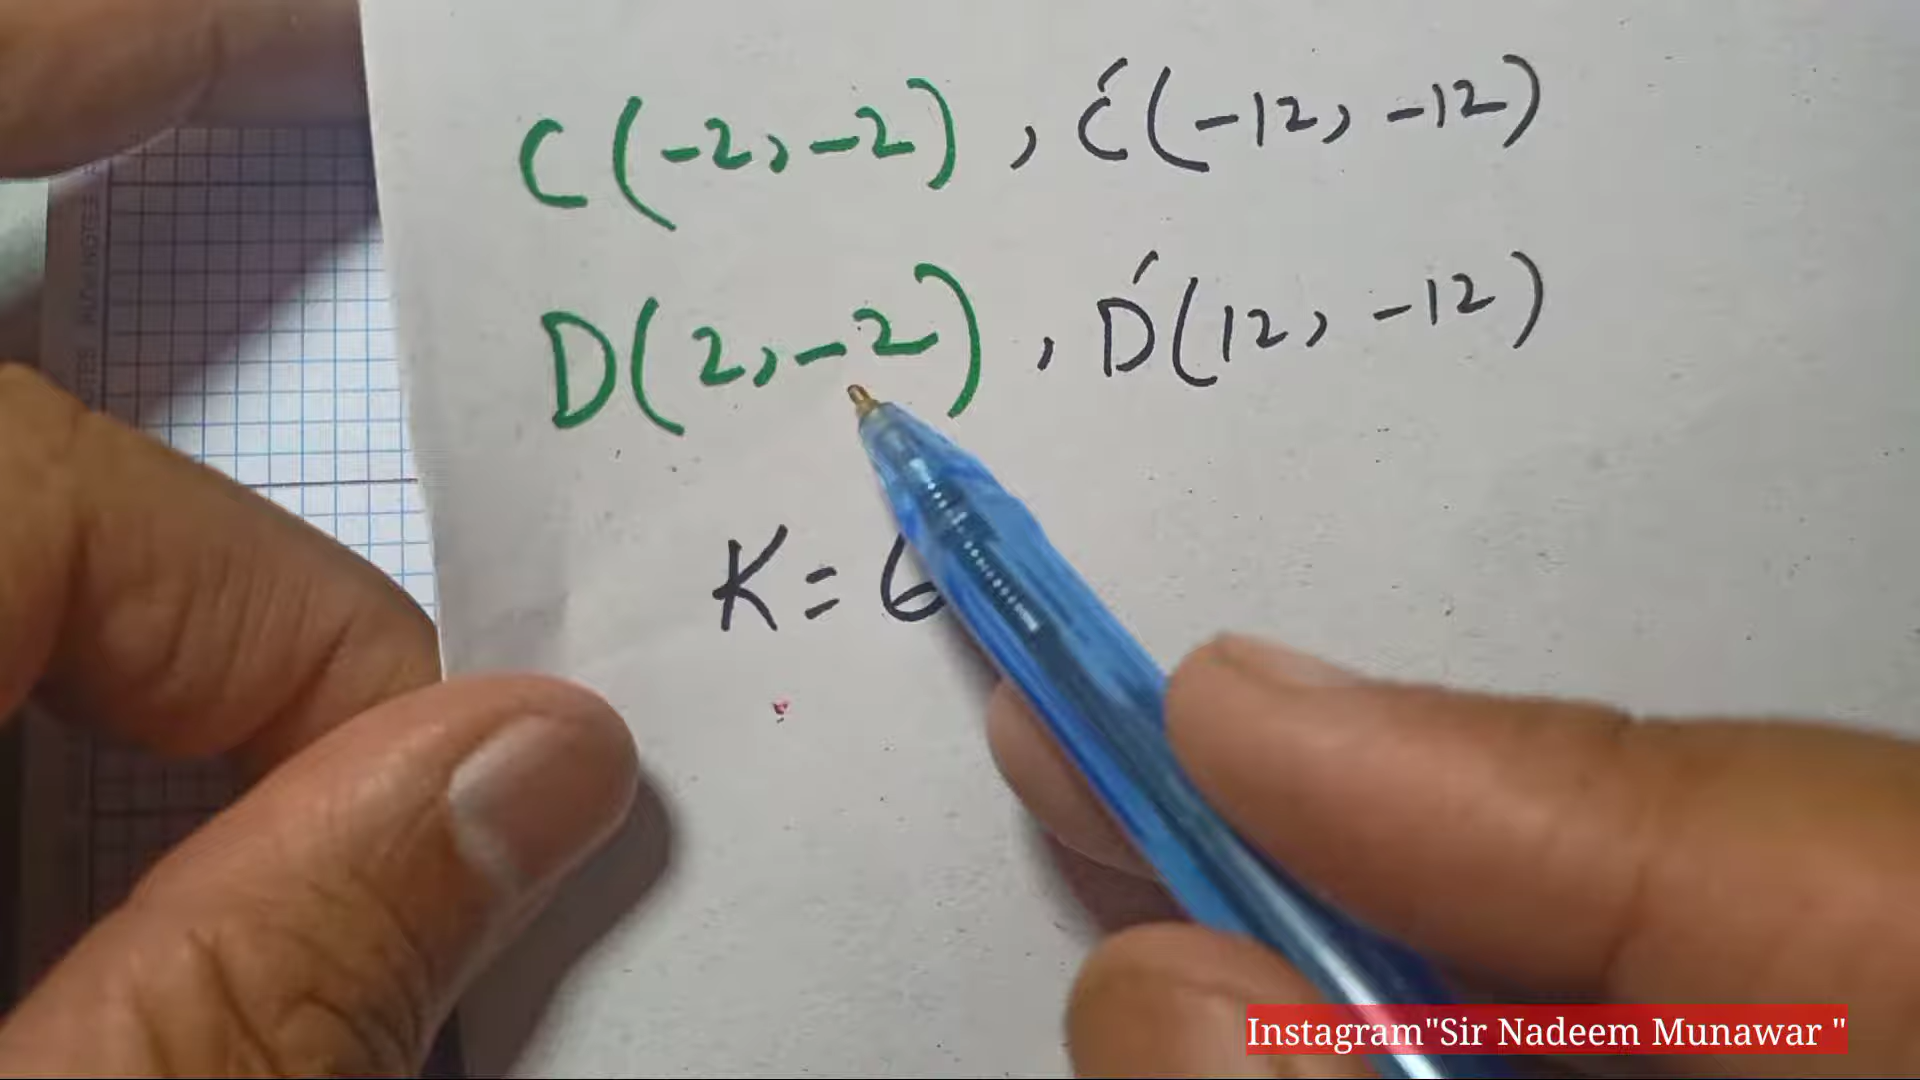 C(-2, -2) , C'(-12, -12)
D(2, -2) , D'(12, -12)
K = 6
Instagram"Sir Nadeem Munawar "